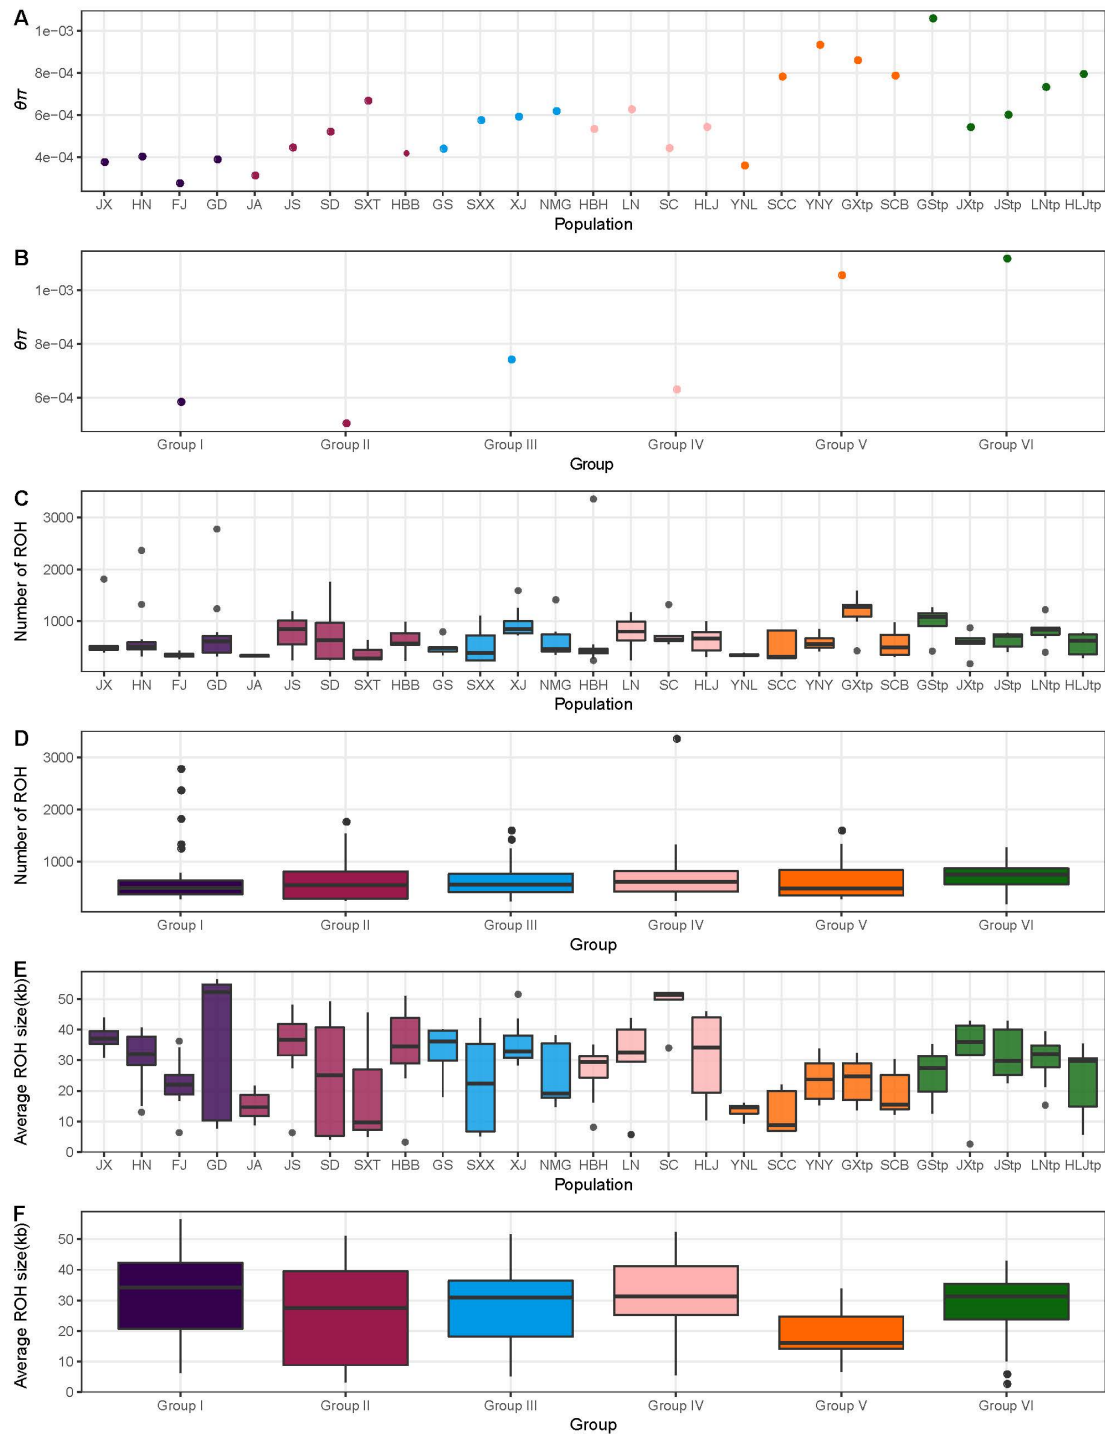 A
1e−03
8e−04
6e−04
4e−04
θπ
JX HN FJ GD JA JS SD SXT HBB GS SXX XJ NMG HBH LN SC HLJ YNL SCC YNY GXtp SCB GStp JXtp JStp LNtp HLJtp
Population
B
1e−03
8e−04
6e−04
θπ
Group I Group II Group III Group IV Group V Group VI
Group
C
3000
2000
1000
Number of ROH
JX HN FJ GD JA JS SD SXT HBB GS SXX XJ NMG HBH LN SC HLJ YNL SCC YNY GXtp SCB GStp JXtp JStp LNtp HLJtp
Population
D
3000
2000
1000
Number of ROH
Group I Group II Group III Group IV Group V Group VI
Group
E
50
40
30
20
10
0
Average ROH size(kb)
JX HN FJ GD JA JS SD SXT HBB GS SXX XJ NMG HBH LN SC HLJ YNL SCC YNY GXtp SCB GStp JXtp JStp LNtp HLJtp
Population
F
50
40
30
20
10
0
Average ROH size(kb)
Group I Group II Group III Group IV Group V Group VI
Group